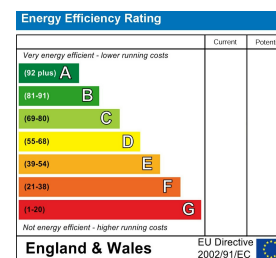 Energy Efficiency Rating
Current Potent
Very energy efficient - lower running costs
(92 plus) A
(81-91) B
(69-80) C
(55-68) D
(39-54) E
(21-38) F
(1-20) G
Not energy efficient - higher running costs
England & Wales
EU Directive
2002/91/EC